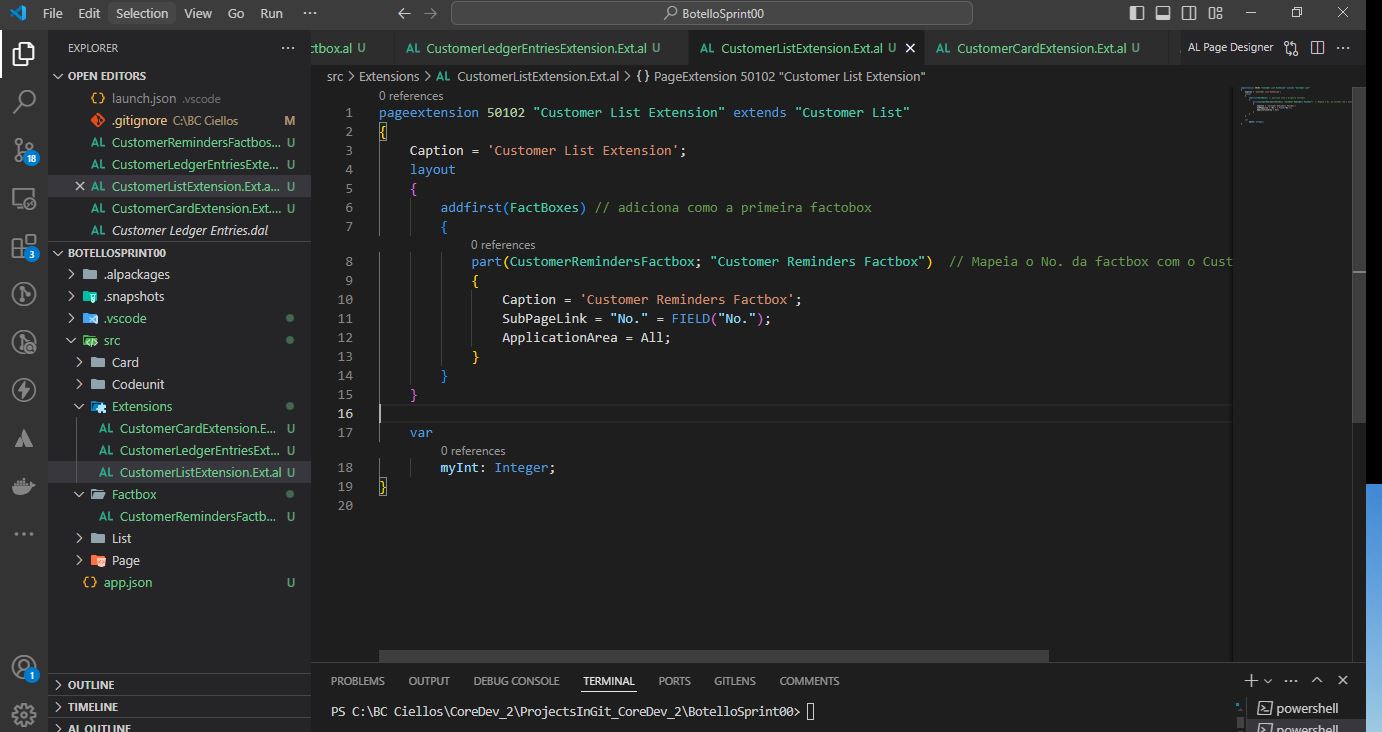 File Edit Selection View Go Run ··· BotelloSprint00
EXPLORER ···
OPEN EDITORS
launch.json .vscode
.gitignore C:\BC Ciellos M
AL CustomerRemindersFactbos... U
AL CustomerLedgerEntriesExte... U
AL CustomerListExtension.Ext.a... U
AL CustomerCardExtension.Ext.... U
AL Customer Ledger Entries.dal
BOTELLOSPRINT00
.alpackages
.snapshots
.vscode
src
Card
Codeunit
Extensions
AL CustomerCardExtension.E... U
AL CustomerLedgerEntriesExt... U
AL CustomerListExtension.Ext.al U
Factbox
AL CustomerRemindersFactb... U
List
Page
{} app.json U
OUTLINE
TIMELINE
AL OUTLINE
18
3
1
ctbox.al U AL CustomerLedgerEntriesExtension.Ext.al U AL CustomerListExtension.Ext.al U AL CustomerCardExtension.Ext.al U AL Page Designer ···
src > Extensions > AL CustomerListExtension.Ext.al > {} PageExtension 50102 "Customer List Extension"
0 references
1 pageextension 50102 "Customer List Extension" extends "Customer List"
2 {
3 Caption = 'Customer List Extension';
4 layout
5 {
6 addfirst(FactBoxes) // adiciona como a primeira factobox
7 {
0 references
8 part(CustomerRemindersFactbox; "Customer Reminders Factbox") // Mapeia o No. da factbox com o Cust
9 {
10 Caption = 'Customer Reminders Factbox';
11 SubPageLink = "No." = FIELD("No.");
12 ApplicationArea = All;
13 }
14 }
15 }
16
17 var
0 references
18 myInt: Integer;
19 }
20
PROBLEMS OUTPUT DEBUG CONSOLE TERMINAL PORTS GITLENS COMMENTS
PS C:\BC Ciellos\CoreDev_2\ProjectsInGit_CoreDev_2\BotelloSprint00>
powershell
powershell